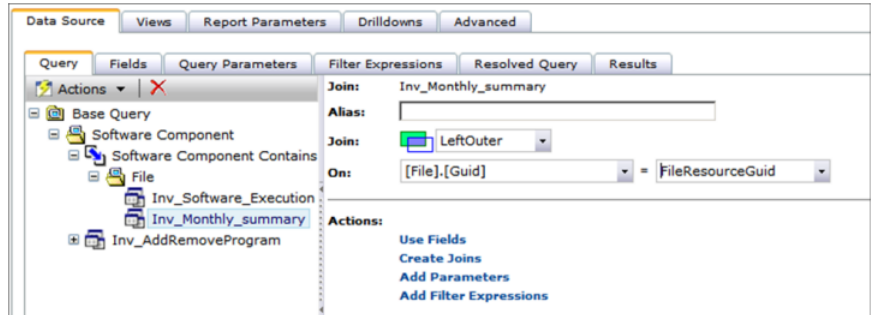 Data Source Views Report Parameters Drilldowns Advanced
Query Fields Query Parameters Filter Expressions Resolved Query Results
Actions
Base Query
Software Component
Software Component Contains
File
Inv_Software_Execution
Inv_Monthly_summary
Inv_AddRemoveProgram
Join: Inv_Monthly_summary
Alias:
Join: LeftOuter
On: [File].[Guid] = FileResourceGuid
Actions:
Use Fields
Create Joins
Add Parameters
Add Filter Expressions